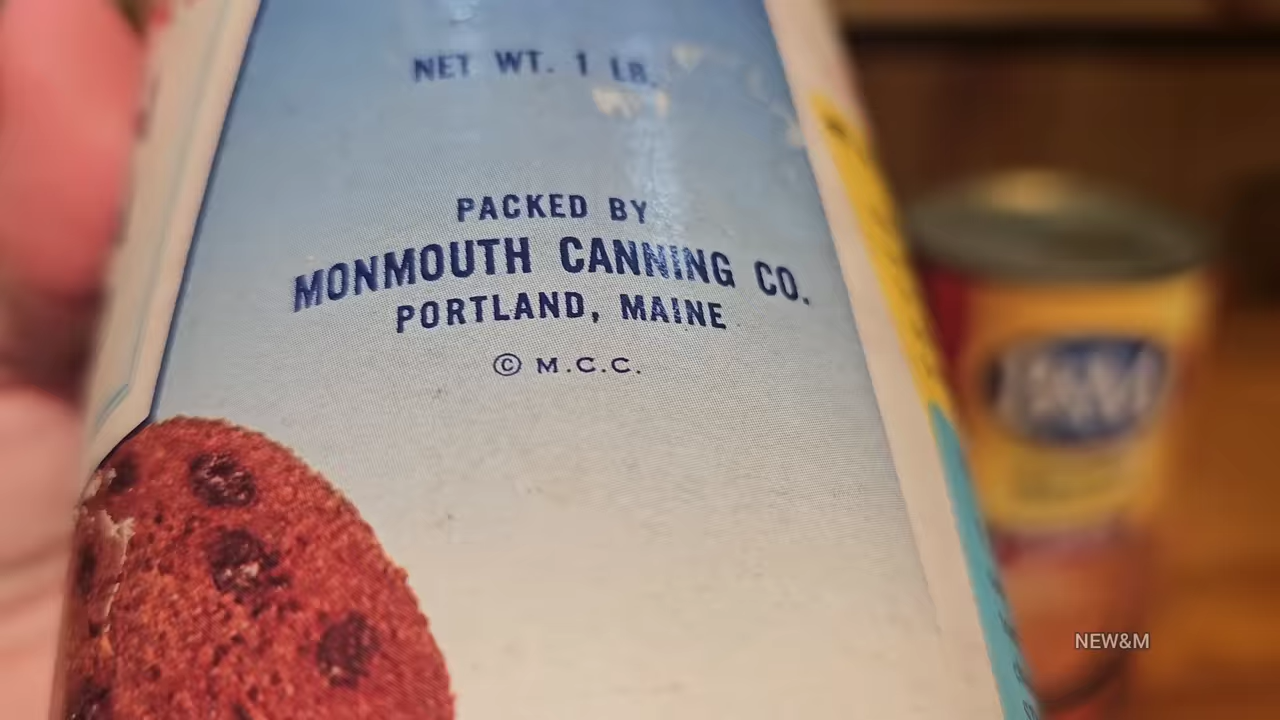 NET WT. 1 LB.
PACKED BY
MONMOUTH CANNING CO.
PORTLAND, MAINE
© M.C.C.
B&M
NEW&M